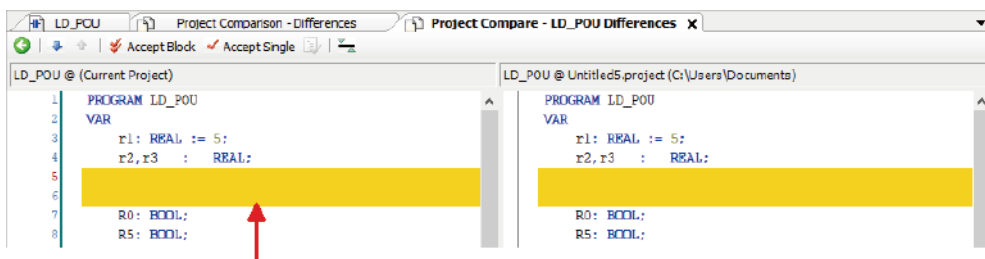 LD_POU Project Comparison - Differences Project Compare - LD_POU Differences X
Accept Block Accept Single
LD_POU @ (Current Project) LD_POU @ Untitled5.project (C:\Users\Documents)
1 PROGRAM LD_POU PROGRAM LD_POU
2 VAR VAR
3 r1: REAL := 5; r1: REAL := 5;
4 r2,r3 : REAL; r2,r3 : REAL;
5
6
7 R0: BOOL; R0: BOOL;
8 R5: BOOL; R5: BOOL;